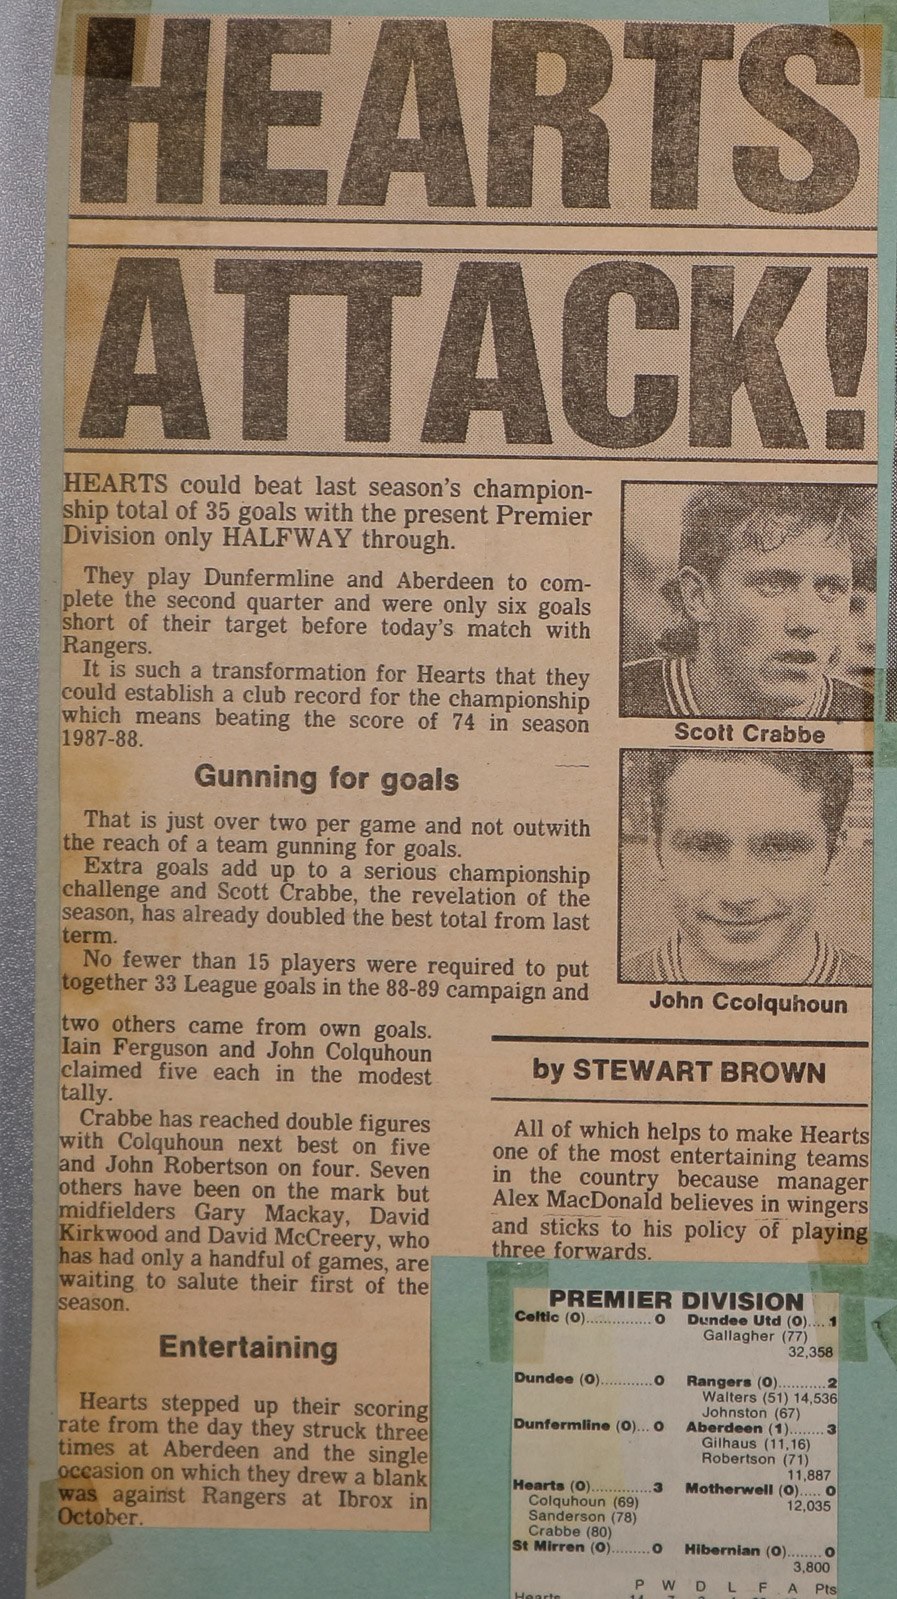 HEARTS
ATTACK!
HEARTS could beat last season's champion-
ship total of 35 goals with the present Premier
Division only HALFWAY through.
They play Dunfermline and Aberdeen to com-
plete the second quarter and were only six goals
short of their target before today's match with
Rangers.
It is such a transformation for Hearts that they
could establish a club record for the championship
which means beating the score of 74 in season
1987-88.
Gunning for goals
That is just over two per game and not outwith
the reach of a team gunning for goals.
Extra goals add up to a serious championship
challenge and Scott Crabbe, the revelation of the
season, has already doubled the best total from last
term.
No fewer than 15 players were required to put
together 33 League goals in the 88-89 campaign and
two others came from own goals.
Iain Ferguson and John Colquhoun
claimed five each in the modest
tally.
Crabbe has reached double figures
with Colquhoun next best on five
and John Robertson on four. Seven
others have been on the mark but
midfielders Gary Mackay, David
Kirkwood and David McCreery, who
has had only a handful of games, are
waiting to salute their first of the
season.
Entertaining
Hearts stepped up their scoring
rate from the day they struck three
times at Aberdeen and the single
occasion on which they drew a blank
was against Rangers at Ibrox in
October.
Scott Crabbe
John Ccolquhoun
by STEWART BROWN
All of which helps to make Hearts
one of the most entertaining teams
in the country because manager
Alex MacDonald believes in wingers
and sticks to his policy of playing
three forwards.
PREMIER DIVISION
Celtic (0)............. 0 Dundee Utd (0).... 1
Gallagher (77)
32,358
Dundee (0)........... 0 Rangers (0)......... 2
Walters (51) 14,536
Johnston (67)
Dunfermline (0)... 0 Aberdeen (1)....... 3
Gilhaus (11,16)
Robertson (71)
11,887
Hearts (0)............ 3 Motherwell (0)..... 0
Colquhoun (69) 12,035
Sanderson (78)
Crabbe (80)
St Mirren (0)......... 0 Hibernian (0)....... 0
3,800
P W D L F A Pts
Hearts